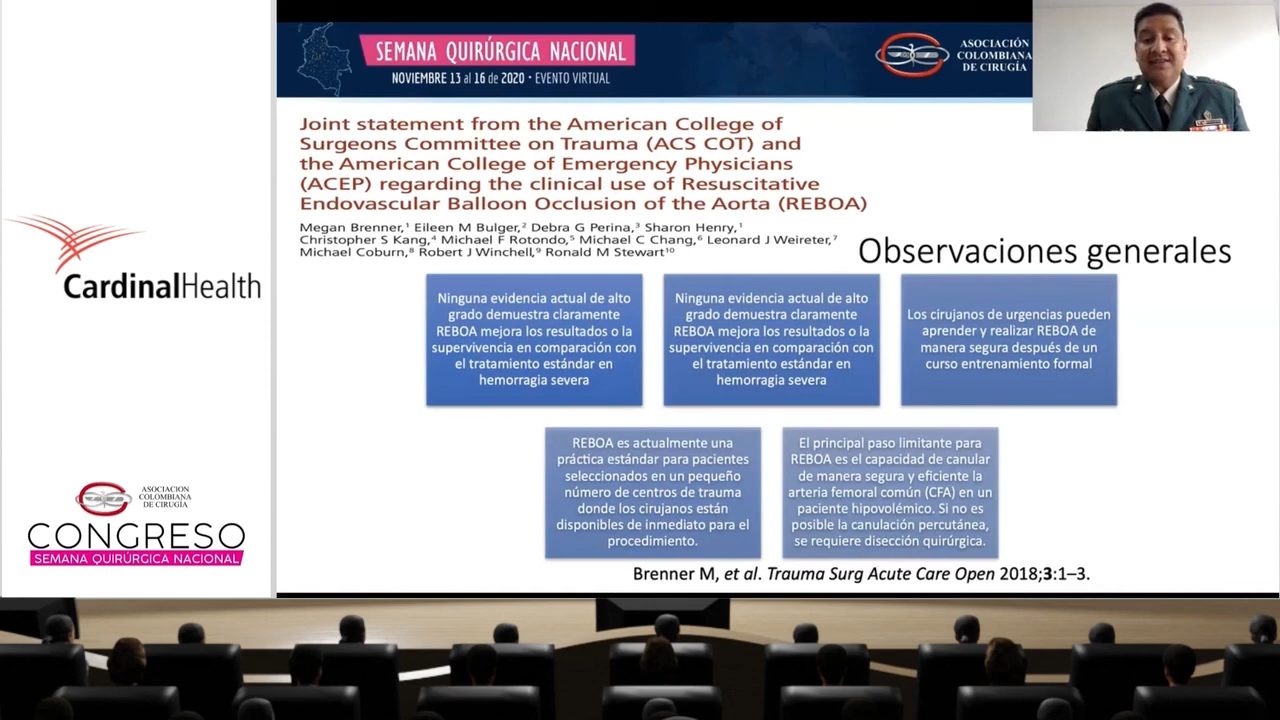 SEMANA QUIRÚRGICA NACIONAL
NOVIEMBRE 13 al 16 de 2020 • EVENTO VIRTUAL
ASOCIACIÓN
COLOMBIANA
DE CIRUGÍA
Joint statement from the American College of
Surgeons Committee on Trauma (ACS COT) and
the American College of Emergency Physicians
(ACEP) regarding the clinical use of Resuscitative
Endovascular Balloon Occlusion of the Aorta (REBOA)
Megan Brenner,¹ Eileen M Bulger,² Debra G Perina,³ Sharon Henry,¹
Christopher S Kang,⁴ Michael F Rotondo,⁵ Michael C Chang,⁶ Leonard J Weireter,⁷
Michael Coburn,⁸ Robert J Winchell,⁹ Ronald M Stewart¹⁰
Observaciones generales
Ninguna evidencia actual de alto
grado demuestra claramente
REBOA mejora los resultados o la
supervivencia en comparación con
el tratamiento estándar en
hemorragia severa
Ninguna evidencia actual de alto
grado demuestra claramente
REBOA mejora los resultados o la
supervivencia en comparación con
el tratamiento estándar en
hemorragia severa
Los cirujanos de urgencias pueden
aprender y realizar REBOA de
manera segura después de un
curso entrenamiento formal
REBOA es actualmente una
práctica estándar para pacientes
seleccionados en un pequeño
número de centros de trauma
donde los cirujanos están
disponibles de inmediato para el
procedimiento.
El principal paso limitante para
REBOA es el capacidad de canular
de manera segura y eficiente la
arteria femoral común (CFA) en un
paciente hipovolémico. Si no es
posible la canulación percutánea,
se requiere disección quirúrgica.
Brenner M, et al. Trauma Surg Acute Care Open 2018;3:1–3.
CardinalHealth
ASOCIACIÓN
COLOMBIANA
DE CIRUGÍA
CONGRESO
SEMANA QUIRÚRGICA NACIONAL